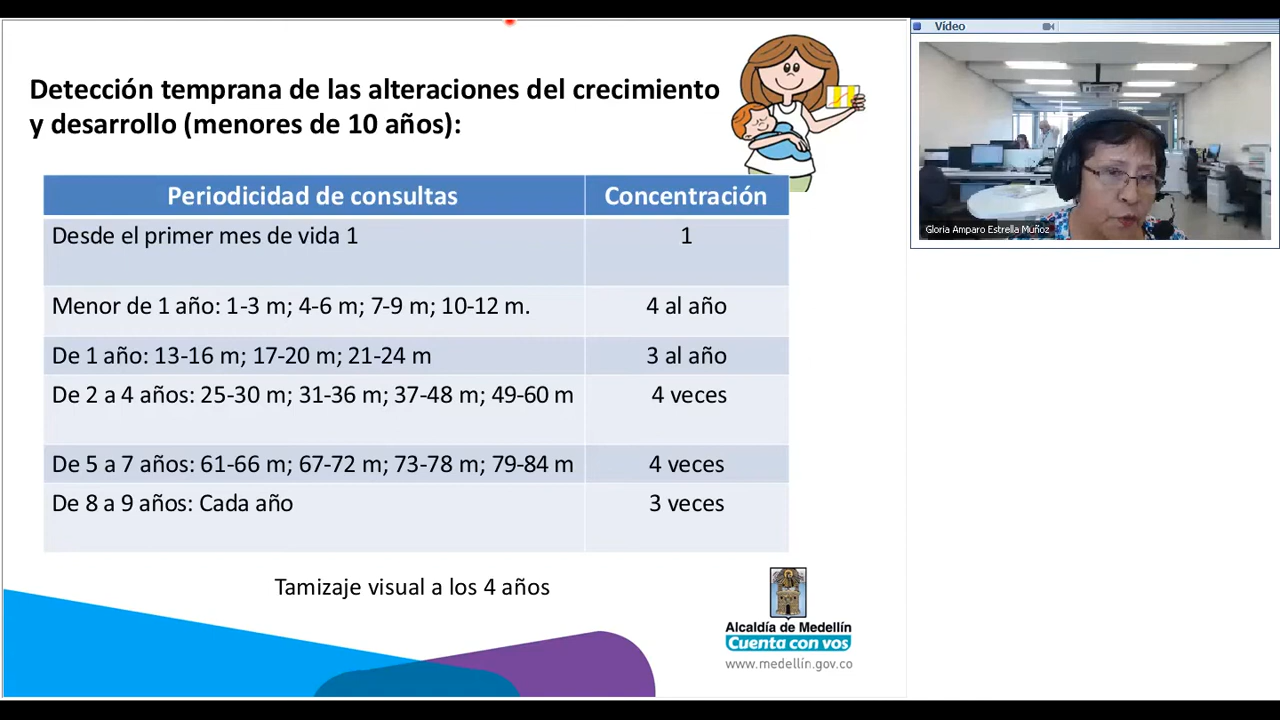 Detección temprana de las alteraciones del crecimiento
y desarrollo (menores de 10 años):
Periodicidad de consultas
Concentración
Desde el primer mes de vida 1
1
Menor de 1 año: 1-3 m; 4-6 m; 7-9 m; 10-12 m.
4 al año
De 1 año: 13-16 m; 17-20 m; 21-24 m
3 al año
De 2 a 4 años: 25-30 m; 31-36 m; 37-48 m; 49-60 m
4 veces
De 5 a 7 años: 61-66 m; 67-72 m; 73-78 m; 79-84 m
4 veces
De 8 a 9 años: Cada año
3 veces
Tamizaje visual a los 4 años
Alcaldía de Medellín
Cuenta con vos
www.medellín.gov.co
Vídeo
Gloria Amparo Estrella Muñoz